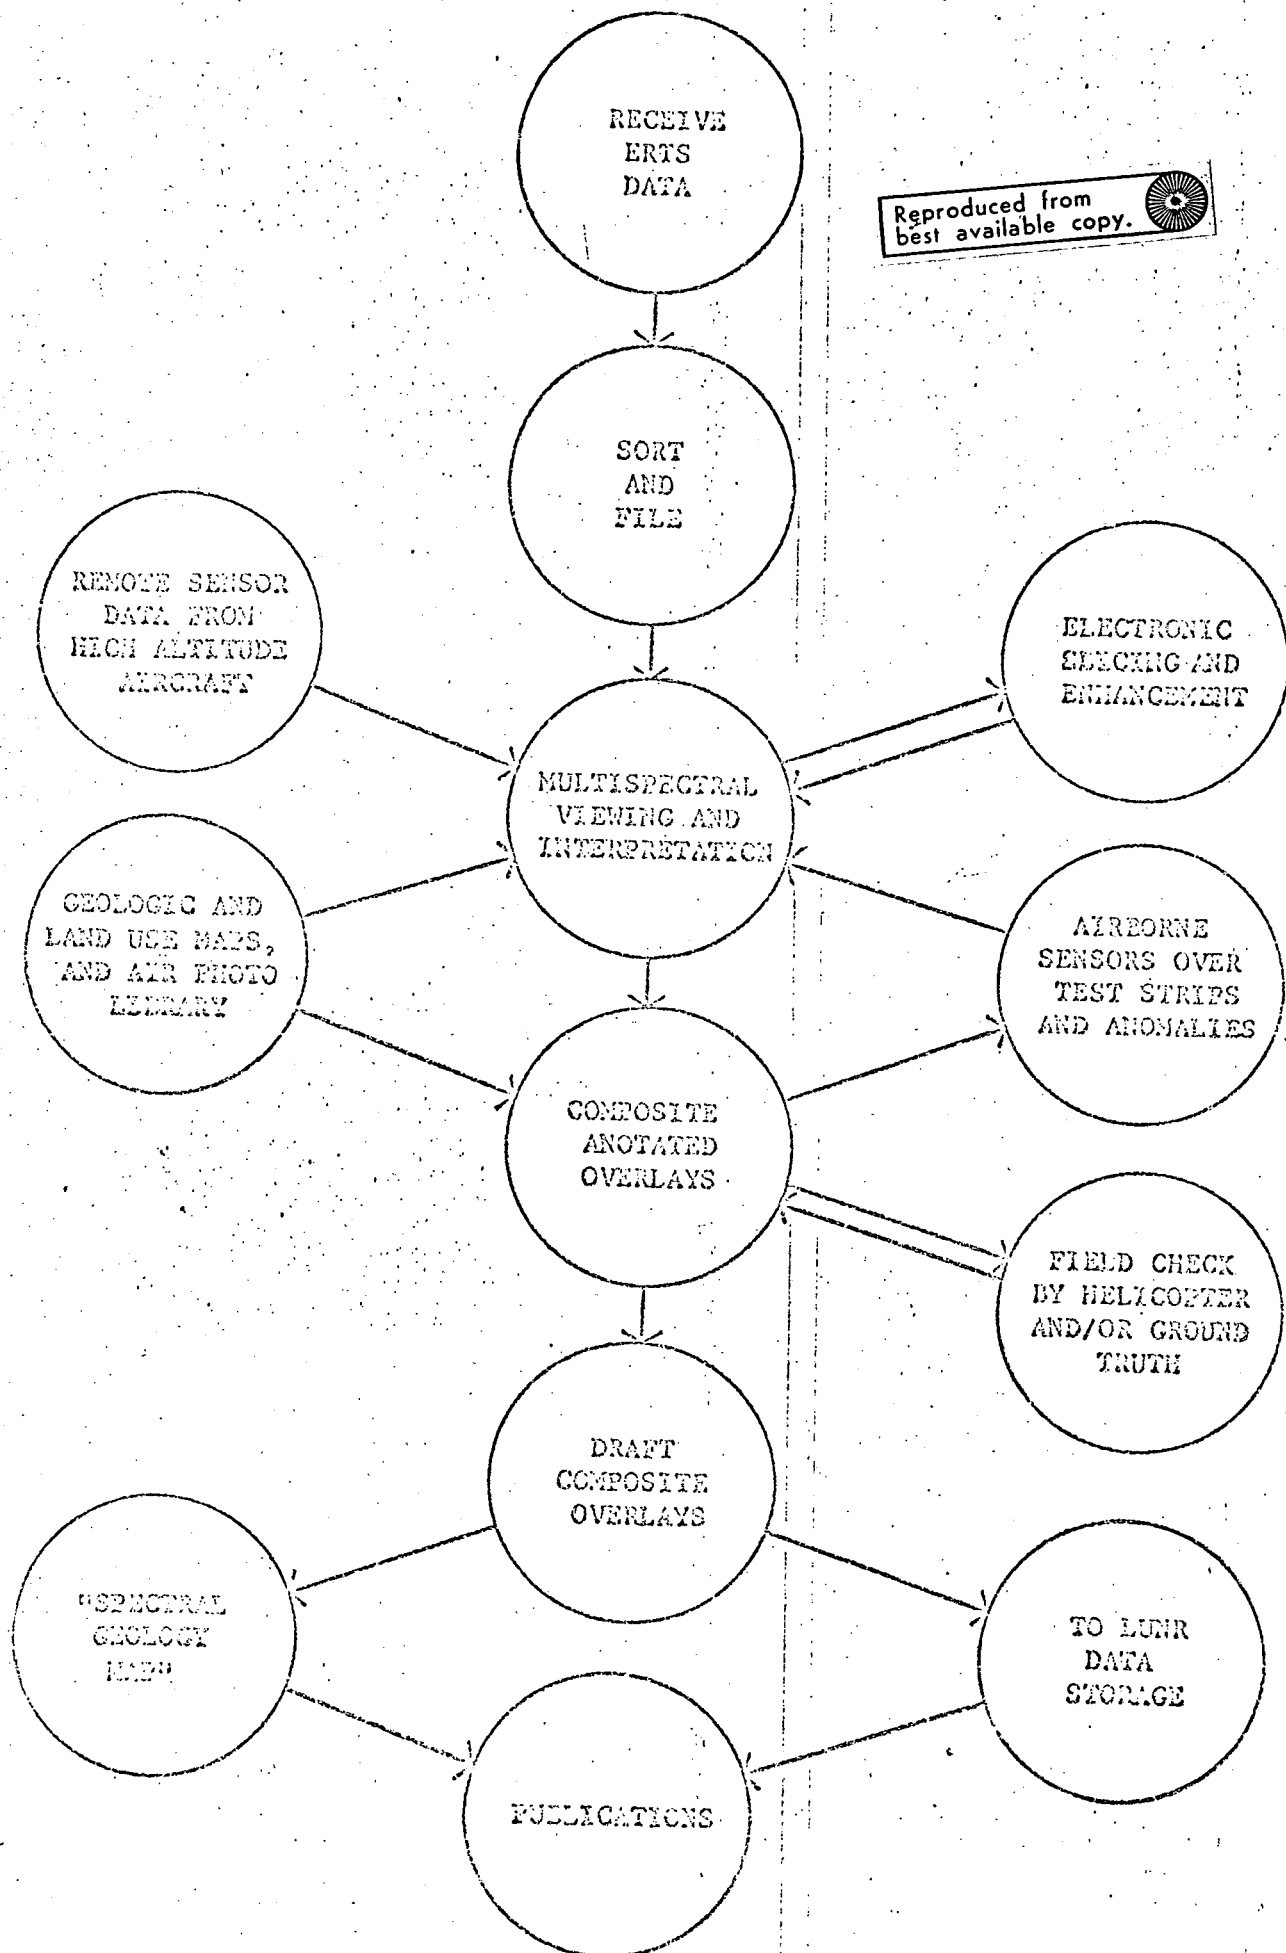 RECEIVE
ERTS
DATA
Reproduced from
best available copy.
SORT
AND
FILE
REMOTE SENSOR
DATA FROM
HIGH ALTITUDE
AIRCRAFT
ELECTRONIC
SLICING AND
ENHANCEMENT
MULTISPECTRAL
VIEWING AND
INTERPRETATION
GEOLOGIC AND
LAND USE MAPS,
AND AIR PHOTO
LIBRARY
AIRBORNE
SENSORS OVER
TEST STRIPS
AND ANOMALIES
COMPOSITE
ANOTATED
OVERLAYS
FIELD CHECK
BY HELICOPTER
AND/OR GROUND
TRUTH
DRAFT
COMPOSITE
OVERLAYS
"SPECTRAL
GEOLOGY
MAP"
TO LUNR
DATA
STORAGE
PUBLICATIONS